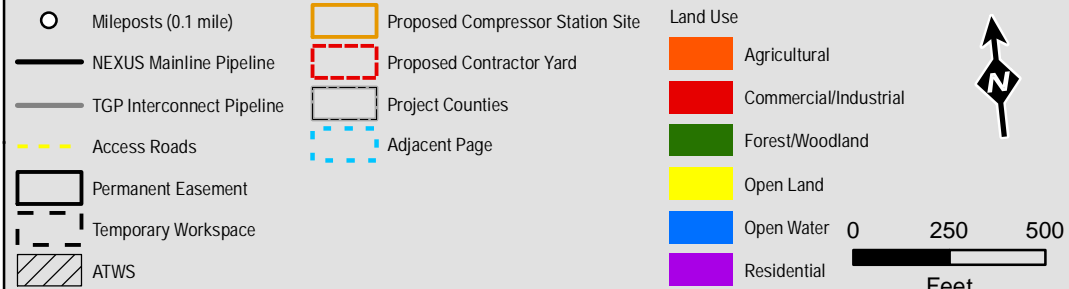 Mileposts (0.1 mile)
NEXUS Mainline Pipeline
TGP Interconnect Pipeline
Access Roads
Permanent Easement
Temporary Workspace
ATWS
Proposed Compressor Station Site
Proposed Contractor Yard
Project Counties
Adjacent Page
Land Use
Agricultural
Commercial/Industrial
Forest/Woodland
Open Land
Open Water
Residential
N
0 250 500
Feet